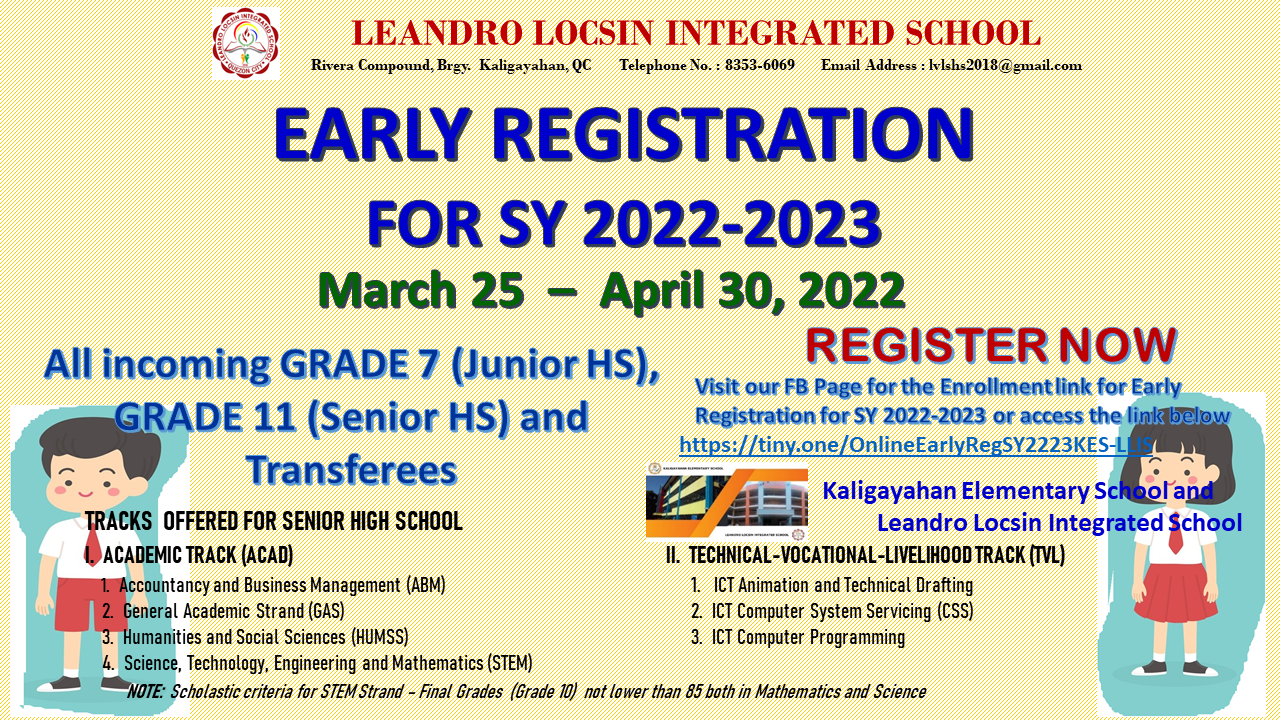 LEANDRO LOCSIN INTEGRATED SCHOOL
Rivera Compound, Brgy. Kaligayahan, QC Telephone No. : 8353-6069 Email Address : lvlshs2018@gmail.com
EARLY REGISTRATION
FOR SY 2022-2023
March 25 – April 30, 2022
All incoming GRADE 7 (Junior HS),
GRADE 11 (Senior HS) and
Transferees
REGISTER NOW
Visit our FB Page for the Enrollment link for Early
Registration for SY 2022-2023 or access the link below
https://tiny.one/OnlineEarlyRegSY2223KES-LLIS
KALIGAYAHAN ELEMENTARY SCHOOL
LEANDRO LOCSIN INTEGRATED SCHOOL
Kaligayahan Elementary School and
Leandro Locsin Integrated School
TRACKS OFFERED FOR SENIOR HIGH SCHOOL
I. ACADEMIC TRACK (ACAD)
1. Accountancy and Business Management (ABM)
2. General Academic Strand (GAS)
3. Humanities and Social Sciences (HUMSS)
4. Science, Technology, Engineering and Mathematics (STEM)
II. TECHNICAL-VOCATIONAL-LIVELIHOOD TRACK (TVL)
1. ICT Animation and Technical Drafting
2. ICT Computer System Servicing (CSS)
3. ICT Computer Programming
NOTE: Scholastic criteria for STEM Strand - Final Grades (Grade 10) not lower than 85 both in Mathematics and Science